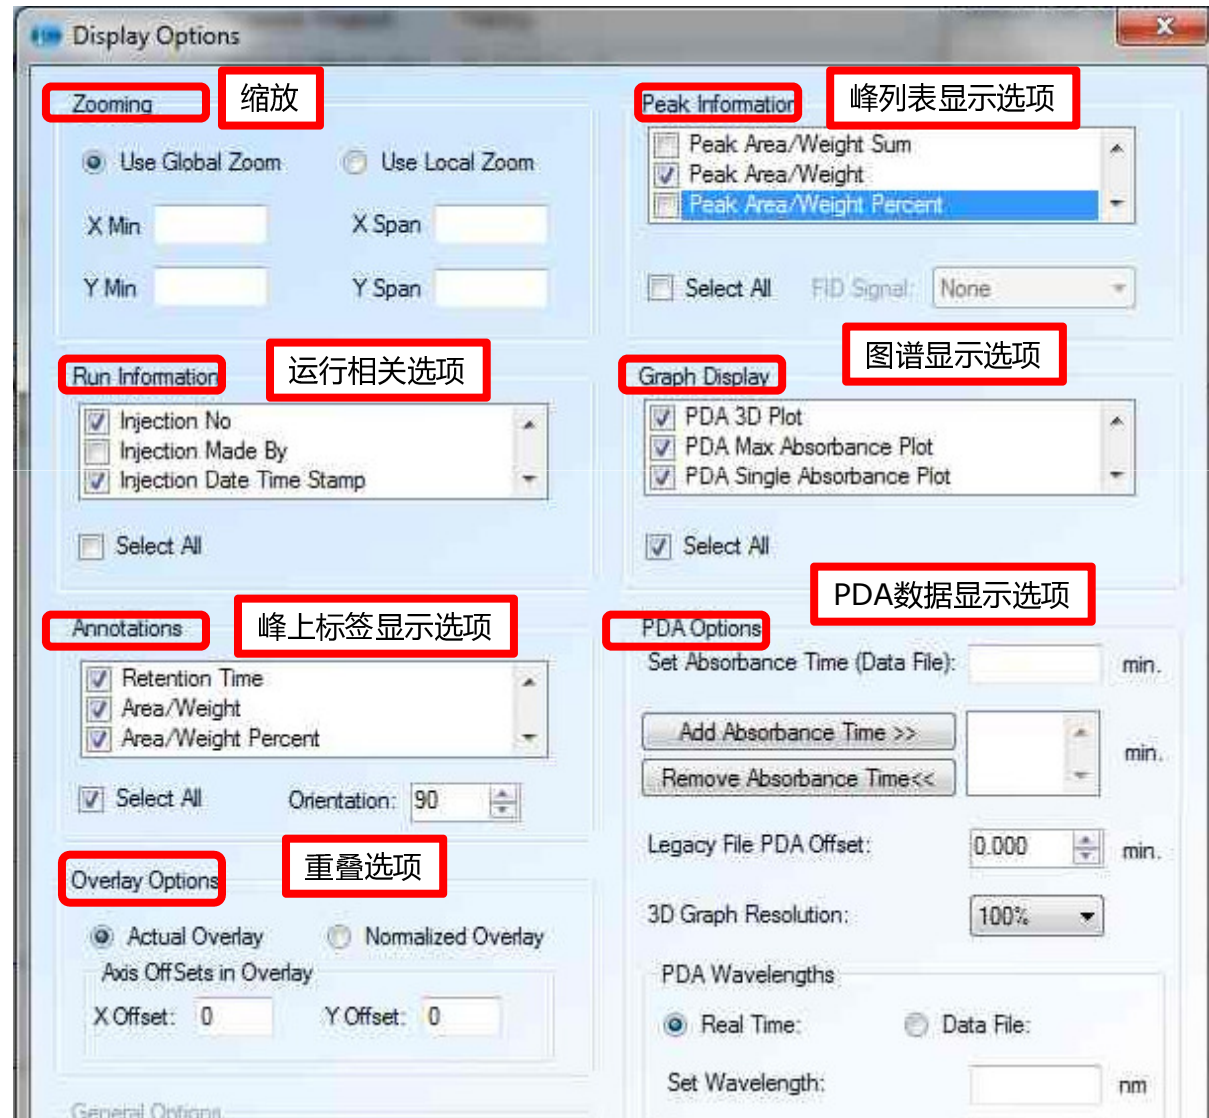 Display Options
Zooming
缩放
Use Global Zoom
Use Local Zoom
X Min
X Span
Y Min
Y Span
Peak Information
峰列表显示选项
Peak Area/Weight Sum
Peak Area/Weight
Peak Area/Weight Percent
Select All
FID Signal:
None
Run Information
运行相关选项
Injection No
Injection Made By
Injection Date Time Stamp
Select All
Graph Display
图谱显示选项
PDA 3D Plot
PDA Max Absorbance Plot
PDA Single Absorbance Plot
Select All
Annotations
峰上标签显示选项
Retention Time
Area/Weight
Area/Weight Percent
Select All
Orientation: 90
PDA Options
PDA数据显示选项
Set Absorbance Time (Data File):
min.
Add Absorbance Time >>
Remove Absorbance Time<<
min.
Legacy File PDA Offset:
0.000
min.
3D Graph Resolution:
100%
PDA Wavelengths
Real Time:
Data File:
Set Wavelength:
nm
Overlay Options
重叠选项
Actual Overlay
Normalized Overlay
Axis OffSets in Overlay
X Offset: 0
Y Offset: 0
General Options